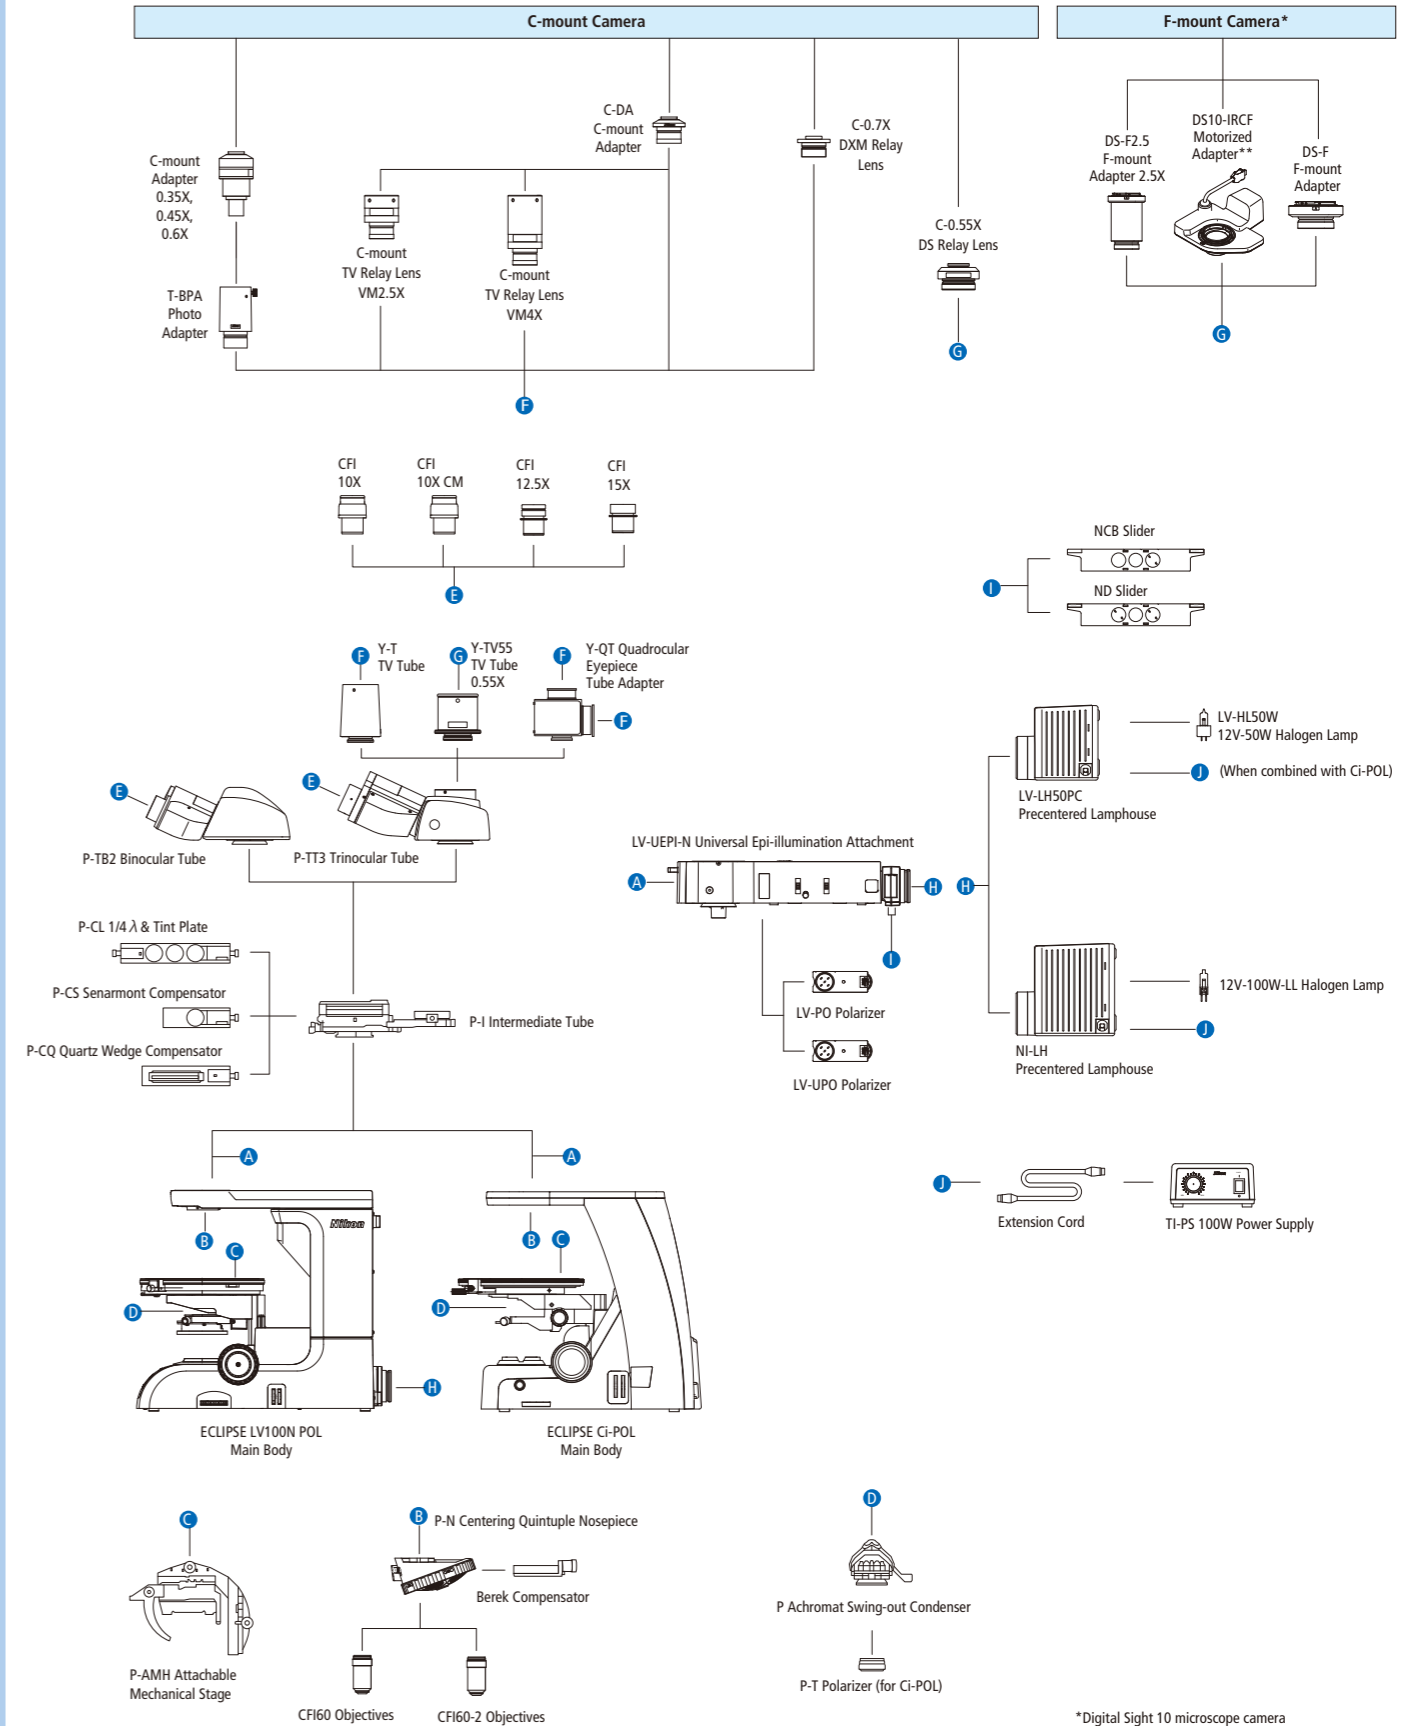 C-mount Camera
F-mount Camera*
C-mount
Adapter
0.35X,
0.45X,
0.6X
T-BPA
Photo
Adapter
C-mount
TV Relay Lens
VM2.5X
C-mount
TV Relay Lens
VM4X
C-DA
C-mount
Adapter
C-0.7X
DXM Relay
Lens
C-0.55X
DS Relay Lens
G
DS-F2.5
F-mount
Adapter 2.5X
DS10-IRCF
Motorized
Adapter**
DS-F
F-mount
Adapter
G
F
CFI
10X
CFI
10X CM
CFI
12.5X
CFI
15X
E
NCB Slider
I
ND Slider
F
Y-T
TV Tube
G
Y-TV55
TV Tube
0.55X
F
Y-QT Quadrocular
Eyepiece
Tube Adapter
F
E
P-TB2 Binocular Tube
E
P-TT3 Trinocular Tube
LV-HL50W
12V-50W Halogen Lamp
J (When combined with Ci-POL)
LV-LH50PC
Precentered Lamphouse
LV-UEPI-N Universal Epi-illumination Attachment
A
H
H
I
LV-PO Polarizer
LV-UPO Polarizer
12V-100W-LL Halogen Lamp
J
NI-LH
Precentered Lamphouse
P-CL 1/4 λ & Tint Plate
P-CS Senarmont Compensator
P-CQ Quartz Wedge Compensator
P-I Intermediate Tube
A
A
J
Extension Cord
TI-PS 100W Power Supply
Nikon
B
C
D
H
ECLIPSE LV100N POL
Main Body
B
C
D
ECLIPSE Ci-POL
Main Body
C
P-AMH Attachable
Mechanical Stage
B P-N Centering Quintuple Nosepiece
Berek Compensator
CFI60 Objectives
CFI60-2 Objectives
D
P Achromat Swing-out Condenser
P-T Polarizer (for Ci-POL)
*Digital Sight 10 microscope camera